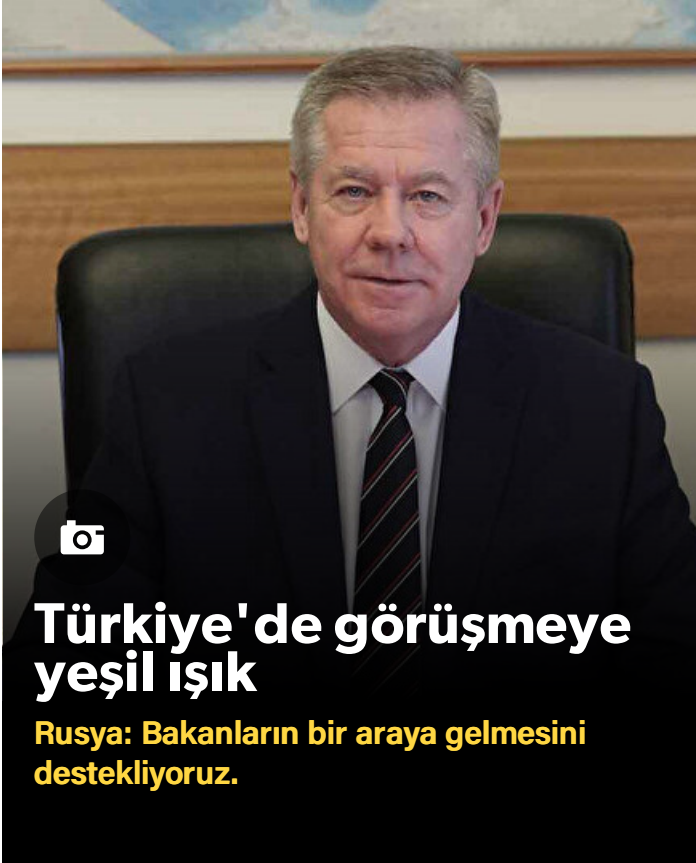 Türkiye'de görüşmeye
yeşil ışık
Rusya: Bakanların bir araya gelmesini
destekliyoruz.